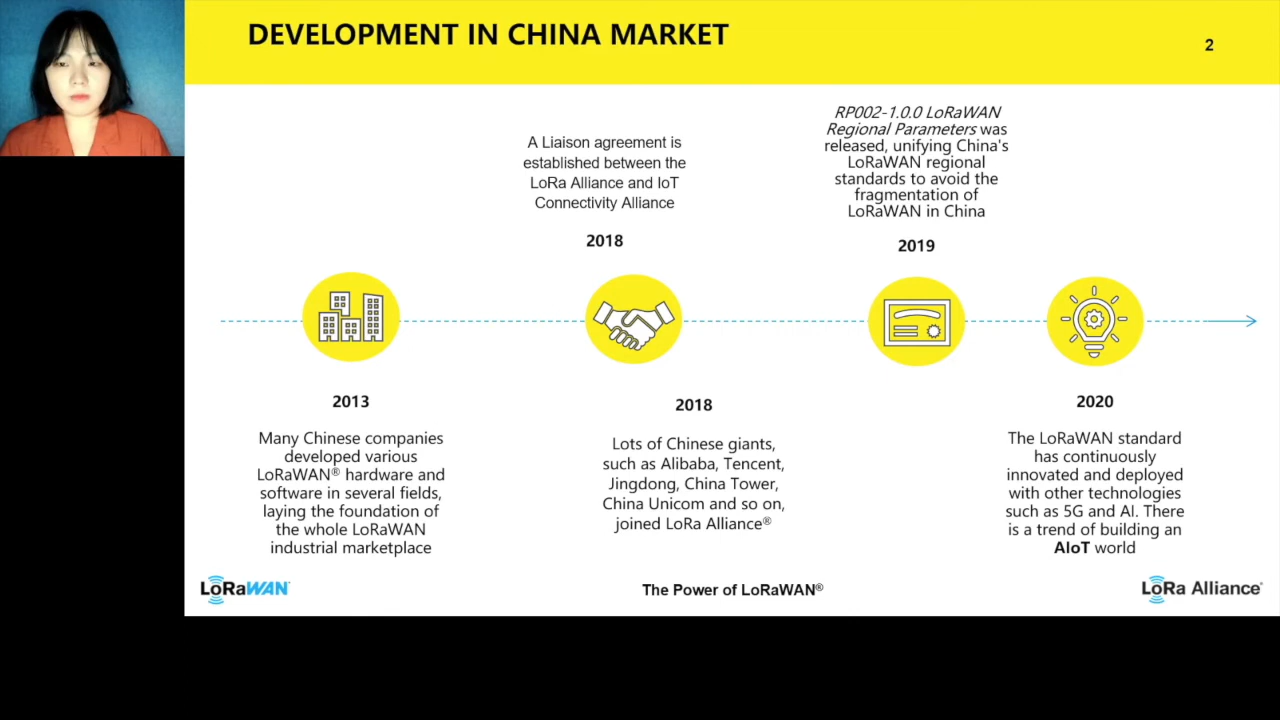 DEVELOPMENT IN CHINA MARKET
2
A Liaison agreement is
established between the
LoRa Alliance and IoT
Connectivity Alliance
2018
RP002-1.0.0 LoRaWAN
Regional Parameters was
released, unifying China's
LoRaWAN regional
standards to avoid the
fragmentation of
LoRaWAN in China
2019
2013
Many Chinese companies
developed various
LoRaWAN® hardware and
software in several fields,
laying the foundation of
the whole LoRaWAN
industrial marketplace
2018
Lots of Chinese giants,
such as Alibaba, Tencent,
Jingdong, China Tower,
China Unicom and so on,
joined LoRa Alliance®
2020
The LoRaWAN standard
has continuously
innovated and deployed
with other technologies
such as 5G and AI. There
is a trend of building an
AIoT world
LoRaWAN™
The Power of LoRaWAN®
LoRa Alliance®